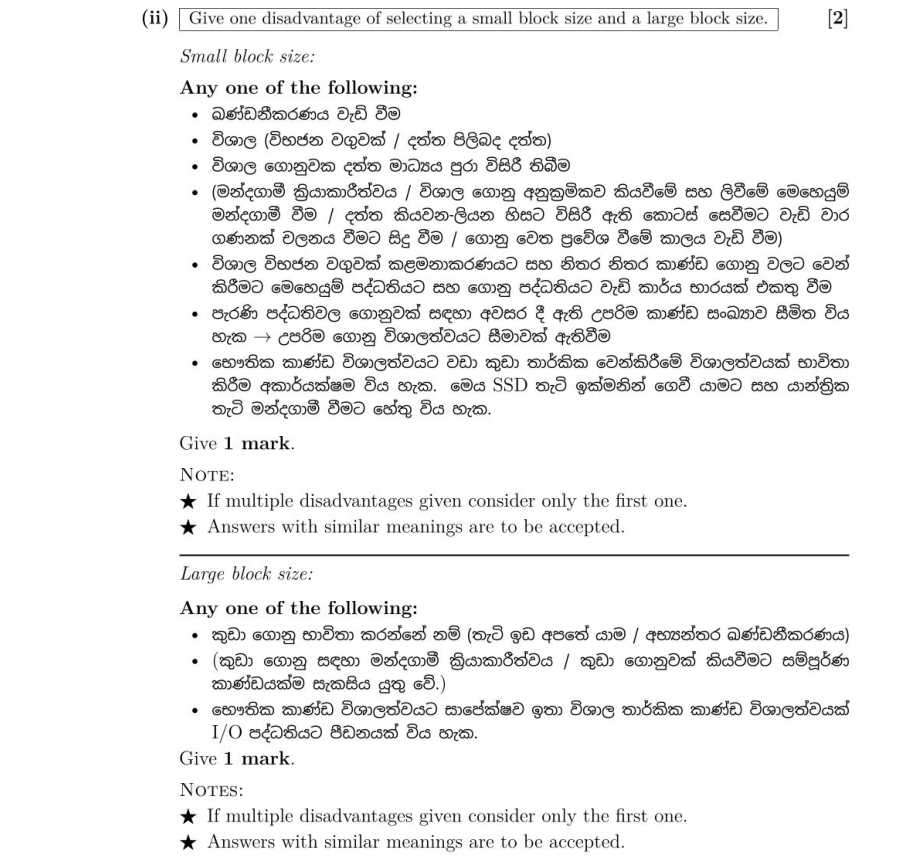 (ii) Give one disadvantage of selecting a small block size and a large block size. [2]
Small block size:
Any one of the following:
• ඛණ්ඩනීකරණය වැඩි වීම
• විශාල (විභජන වගුවක් / දත්ත පිලිබද දත්ත)
• විශාල ගොනුවක දත්ත මාධ්‍යය පුරා විසිරී තිබීම
• (මන්දගාමී ක්‍රියාකාරීත්වය / විශාල ගොනු අනුක්‍රමිකව කියවීමේ සහ ලිවීමේ මෙහෙයුම්
මන්දගාමී වීම / දත්ත කියවන-ලියන හිසට විසිරී ඇති කොටස් සෙවීමට වැඩි වාර
ගණනක් චලනය වීමට සිදු වීම / ගොනු වෙත ප්‍රවේශ වීමේ කාලය වැඩි වීම)
• විශාල විභජන වගුවක් කළමනාකරණයට සහ නිතර නිතර කාණ්ඩ ගොනු වලට වෙන්
කිරීමට මෙහෙයුම් පද්ධතියට සහ ගොනු පද්ධතියට වැඩි කාර්ය භාරයක් එකතු වීම
• පැරණි පද්ධතිවල ගොනුවක් සඳහා අවසර දී ඇති උපරිම කාණ්ඩ සංඛ්‍යාව සීමිත විය
හැක → උපරිම ගොනු විශාලත්වයට සීමාවක් ඇතිවීම
• භෞතික කාණ්ඩ විශාලත්වයට වඩා කුඩා තාර්කික වෙන්කිරීමේ විශාලත්වයක් භාවිතා
කිරීම අකාර්යක්ෂම විය හැක. මෙය SSD තැටි ඉක්මනින් ගෙවී යාමට සහ යාන්ත්‍රික
තැටි මන්දගාමී වීමට හේතු විය හැක.
Give 1 mark.
NOTE:
★ If multiple disadvantages given consider only the first one.
★ Answers with similar meanings are to be accepted.
Large block size:
Any one of the following:
• කුඩා ගොනු භාවිතා කරන්නේ නම් (තැටි ඉඩ අපතේ යාම / අභ්‍යන්තර ඛණ්ඩනීකරණය)
• (කුඩා ගොනු සඳහා මන්දගාමී ක්‍රියාකාරීත්වය / කුඩා ගොනුවක් කියවීමට සම්පූර්ණ
කාණ්ඩයක්ම සැකසිය යුතු වේ.)
• භෞතික කාණ්ඩ විශාලත්වයට සාපේක්ෂව ඉතා විශාල තාර්කික කාණ්ඩ විශාලත්වයක්
I/O පද්ධතියට පීඩනයක් විය හැක.
Give 1 mark.
NOTES:
★ If multiple disadvantages given consider only the first one.
★ Answers with similar meanings are to be accepted.